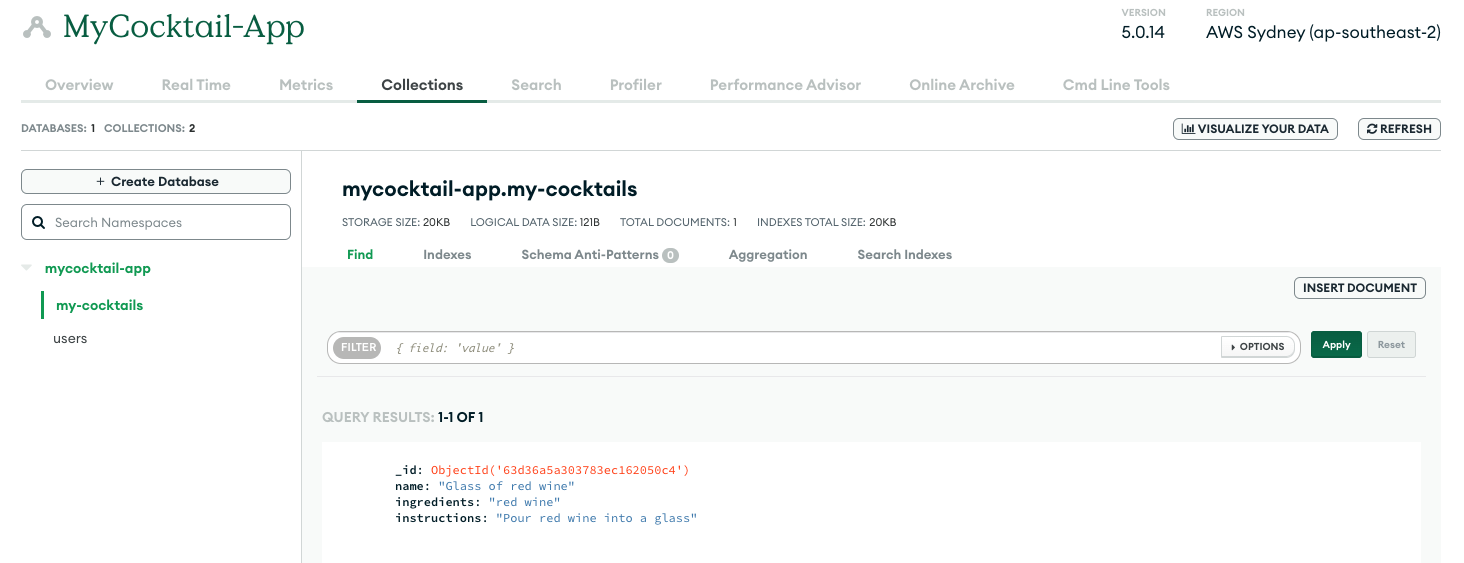 MyCocktail-App
VERSION
5.0.14
REGION
AWS Sydney (ap-southeast-2)
Overview Real Time Metrics Collections Search Profiler Performance Advisor Online Archive Cmd Line Tools
DATABASES: 1 COLLECTIONS: 2
VISUALIZE YOUR DATA
REFRESH
+ Create Database
Search Namespaces
mycocktail-app
my-cocktails
users
mycocktail-app.my-cocktails
STORAGE SIZE: 20KB LOGICAL DATA SIZE: 121B TOTAL DOCUMENTS: 1 INDEXES TOTAL SIZE: 20KB
Find Indexes Schema Anti-Patterns 0 Aggregation Search Indexes
INSERT DOCUMENT
FILTER { field: 'value' } OPTIONS Apply Reset
QUERY RESULTS: 1-1 OF 1
_id: ObjectId('63d36a5a303783ec162050c4')
name: "Glass of red wine"
ingredients: "red wine"
instructions: "Pour red wine into a glass"